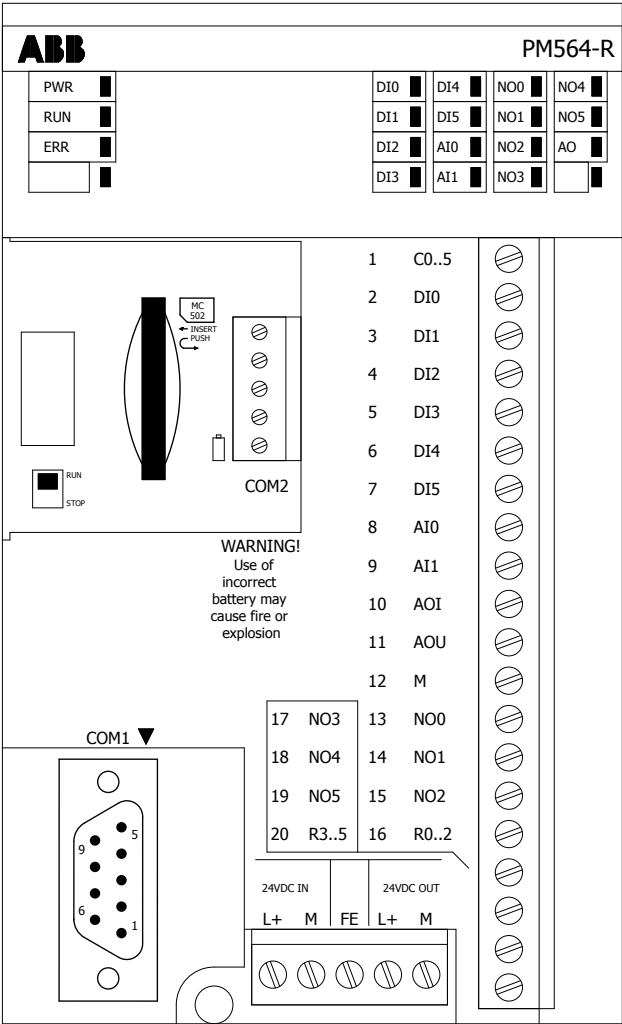 ABB PM564-R
PWR DI0 DI4 NO0 NO4
RUN DI1 DI5 NO1 NO5
ERR DI2 AI0 NO2 AO
DI3 AI1 NO3
1 C0..5
2 DI0
MC
502
INSERT
PUSH
3 DI1
4 DI2
5 DI3
6 DI4
RUN
STOP
COM2
7 DI5
8 AI0
WARNING!
Use of
incorrect
battery may
cause fire or
explosion
9 AI1
10 AOI
11 AOU
12 M
17 NO3 13 NO0
COM1
18 NO4 14 NO1
19 NO5 15 NO2
20 R3..5 16 R0..2
5
9
6
1
24VDC IN 24VDC OUT
L+ M FE L+ M